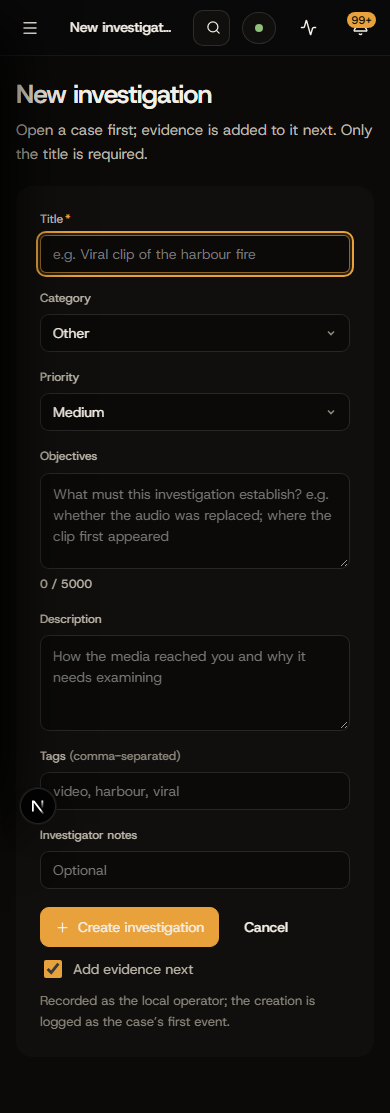 New investigat...
99+
New investigation
Open a case first; evidence is added to it next. Only
the title is required.
Title*
e.g. Viral clip of the harbour fire
Category
Other
Priority
Medium
Objectives
What must this investigation establish? e.g.
whether the audio was replaced; where the
clip first appeared
0 / 5000
Description
How the media reached you and why it
needs examining
Tags (comma-separated)
video, harbour, viral
N
Investigator notes
Optional
+ Create investigation
Cancel
Add evidence next
Recorded as the local operator; the creation is
logged as the case's first event.